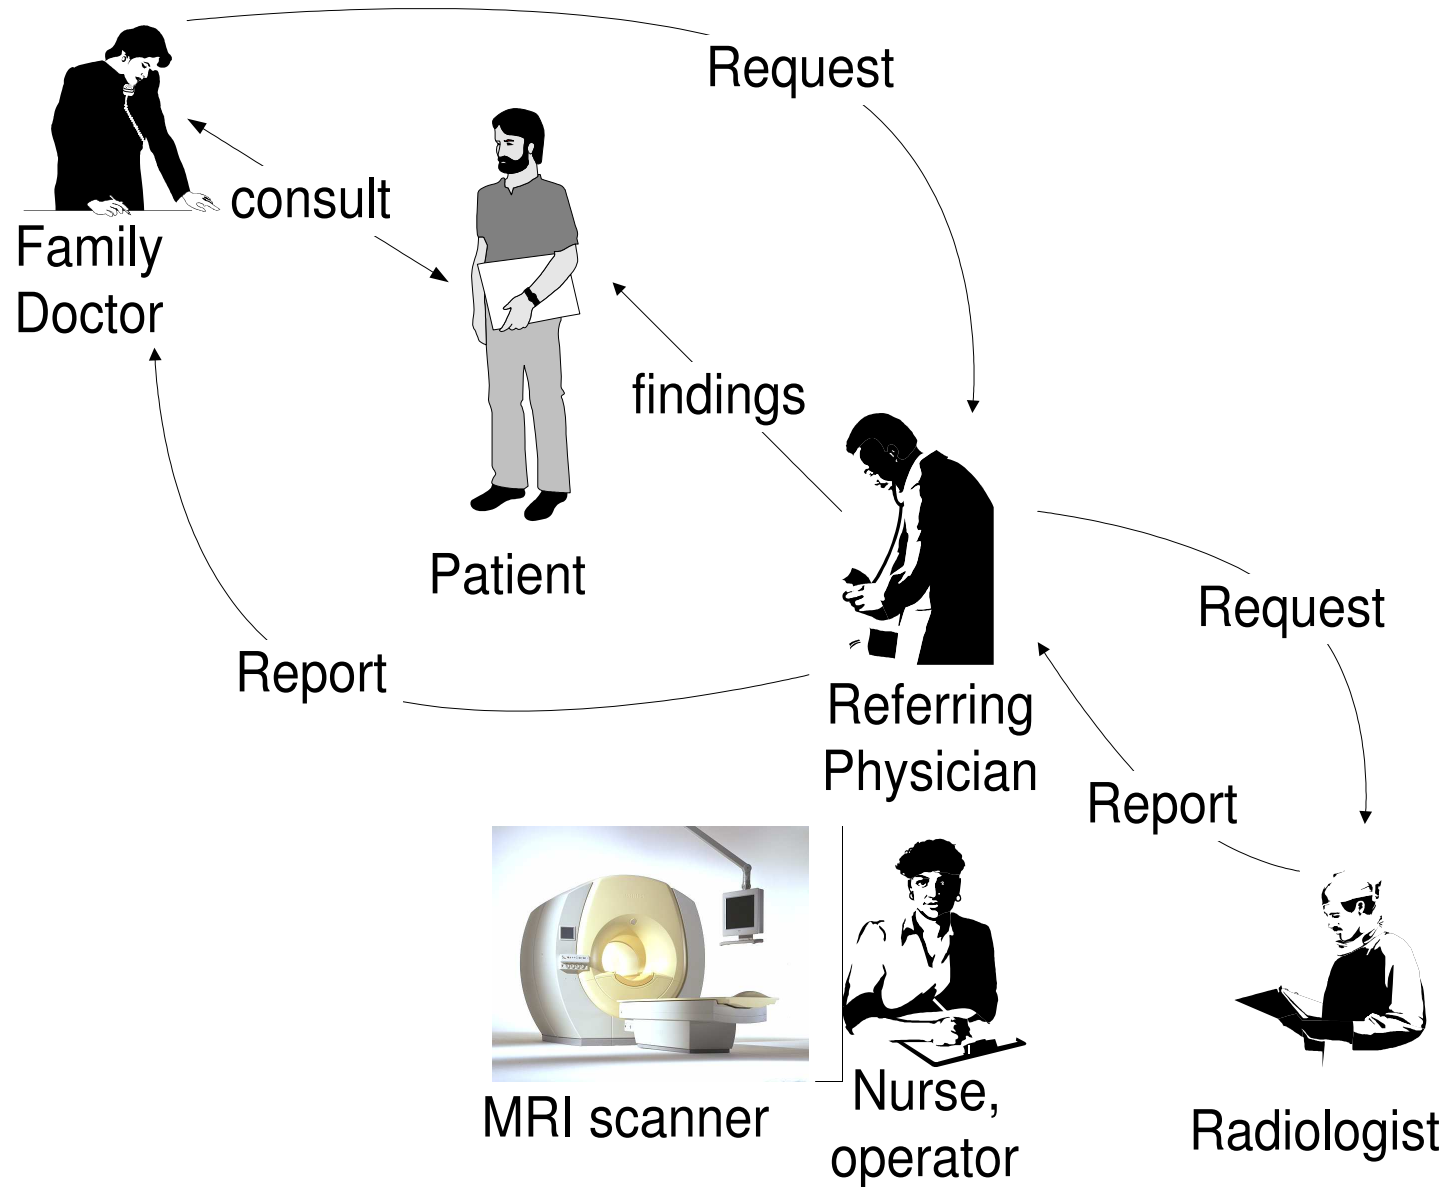 Request
consult
Family
Doctor
findings
Patient
Request
Report
Referring
Physician
Report
MRI scanner
Nurse,
operator
Radiologist